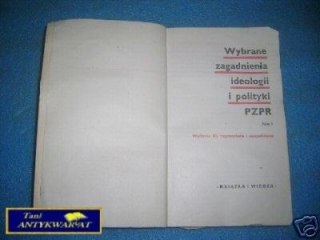 Wybrane
zagadnienia
ideologii
i polityki
PZPR
KSIĄŻKA I WIEDZA
Tani
ANTYKWARIAT